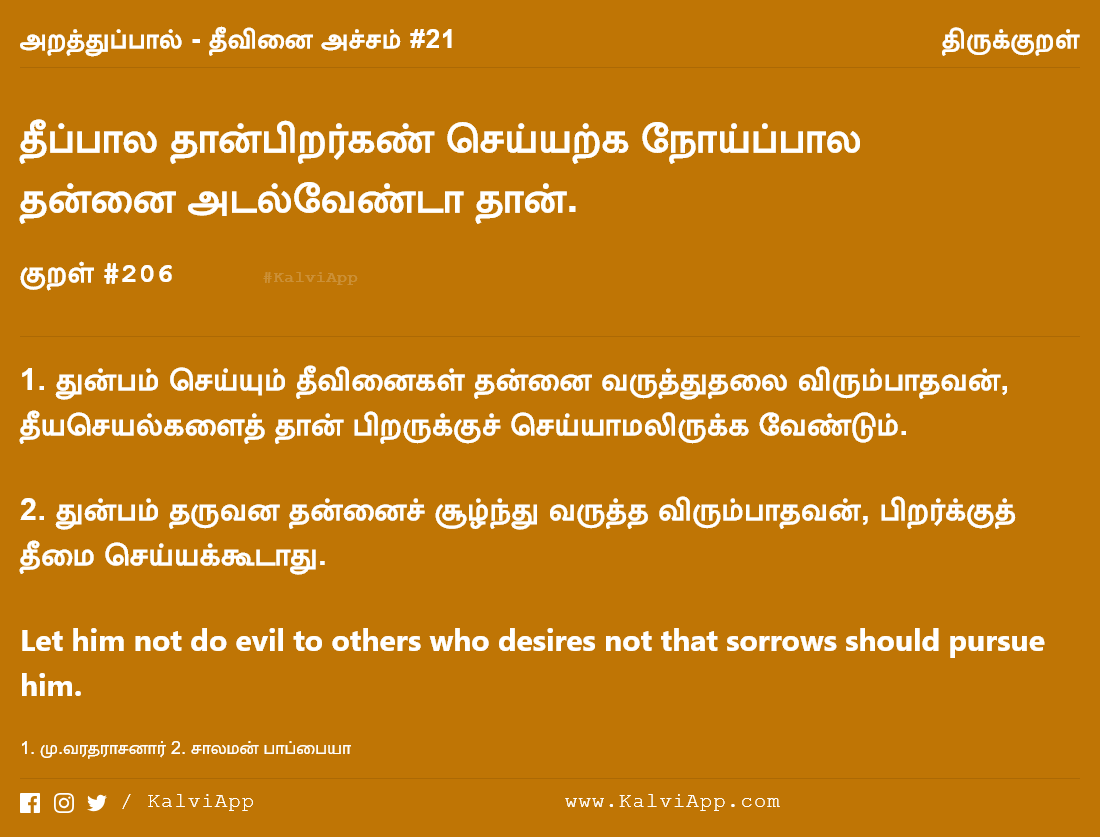 அறத்துப்பால் - தீவினை அச்சம் #21 திருக்குறள்
தீப்பால தான்பிறர்கண் செய்யற்க நோய்ப்பால
தன்னை அடல்வேண்டா தான்.
குறள் #206 #KalviApp
1. துன்பம் செய்யும் தீவினைகள் தன்னை வருத்துதலை விரும்பாதவன்,
தீயசெயல்களைத் தான் பிறருக்குச் செய்யாமலிருக்க வேண்டும்.
2. துன்பம் தருவன தன்னைச் சூழ்ந்து வருத்த விரும்பாதவன், பிறர்க்குத்
தீமை செய்யக்கூடாது.
Let him not do evil to others who desires not that sorrows should pursue
him.
1. மு.வரதராசனார் 2. சாலமன் பாப்பையா
/ KalviApp www.KalviApp.com